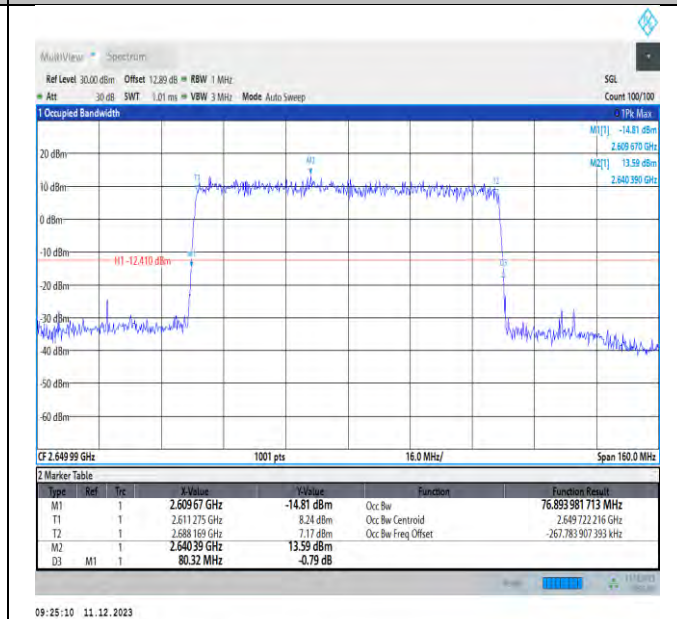 MultiView Spectrum
Ref Level 30.00 dBm Offset 12.89 dB RBW 1 MHz SGL
Att 30 dB SWT 1.01 ms VBW 3 MHz Mode Auto Sweep Count 100/100
1 Occupied Bandwidth 1Pk Max
M1[1] -14.81 dBm
2.609 670 GHz
M2[1] 13.59 dBm
2.640 390 GHz
20 dBm
M2
T1 T2
10 dBm
0 dBm
-10 dBm
H1 -12.410 dBm
M1 D3
-20 dBm
-30 dBm
-40 dBm
-50 dBm
-60 dBm
CF 2.649 99 GHz 1001 pts 16.0 MHz/ Span 160.0 MHz
2 Marker Table
Type Ref Trc X-Value Y-Value Function Function Result
M1 1 2.609 67 GHz -14.81 dBm Occ Bw 76.893 981 713 MHz
T1 1 2.611 275 GHz 8.24 dBm Occ Bw Centroid 2.649 722 216 GHz
T2 1 2.688 169 GHz 7.17 dBm Occ Bw Freq Offset -267.783 907 393 kHz
M2 1 2.640 39 GHz 13.59 dBm
D3 M1 1 80.32 MHz -0.79 dB
09:25:10 11.12.2023